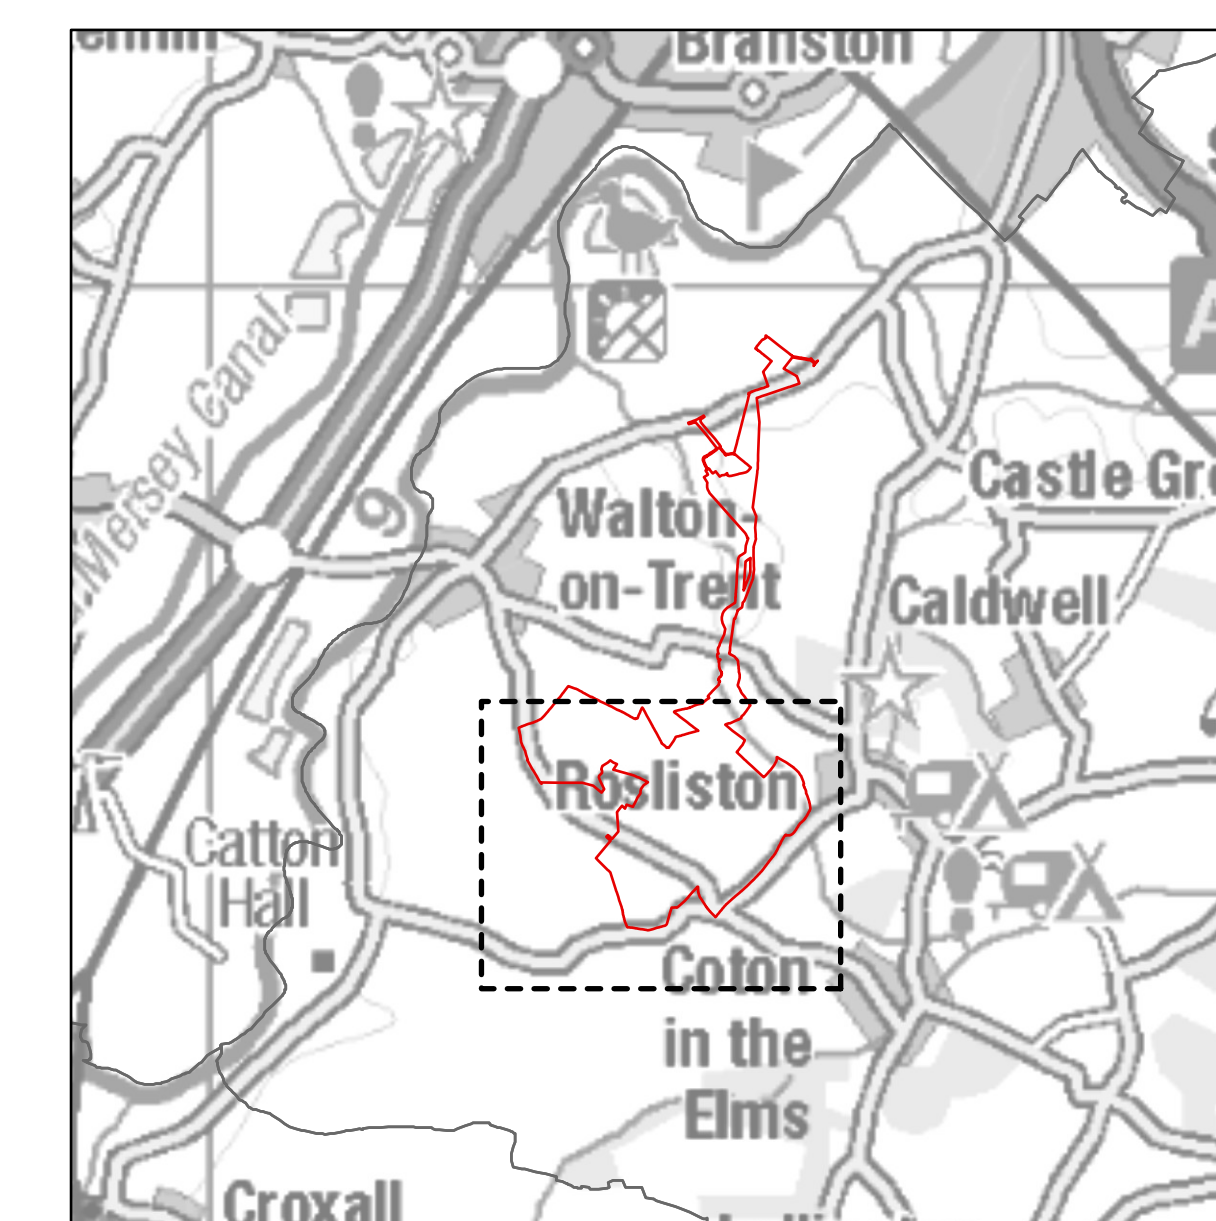 Branston
Mersey Canal
9
Walton-
on-Trent
Castle Gr
Caldwell
Rosliston
Catton
Hall
Coton
in the
Elms
Croxall